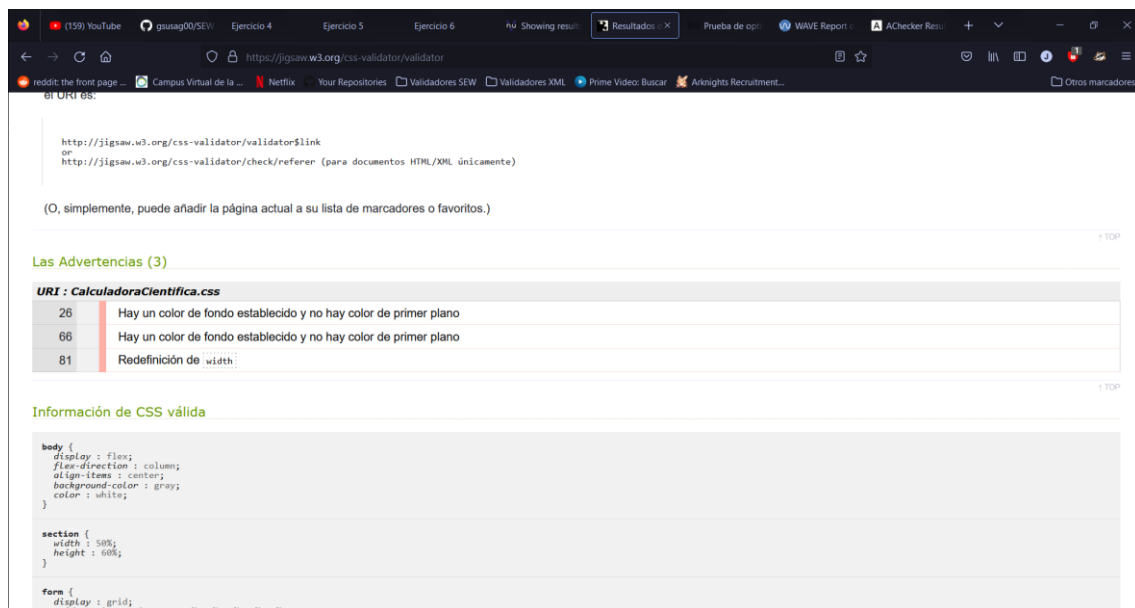 (159) YouTube gsusag00/SEW Ejercicio 4 Ejercicio 5 Ejercicio 6 Showing result Resultados d Prueba de opti WAVE Report o AChecker Resu
https://jigsaw.w3.org/css-validator/validator
reddit: the front page ... Campus Virtual de la ... Netflix Your Repositories Validadores SEW Validadores XML Prime Video: Buscar Arknights Recruitment... Otros marcadores
el URI es:
http://jigsaw.w3.org/css-validator/validator$link
or
http://jigsaw.w3.org/css-validator/check/referer (para documentos HTML/XML únicamente)
(O, simplemente, puede añadir la página actual a su lista de marcadores o favoritos.)
↑ TOP
Las Advertencias (3)
URI : CalculadoraCientifica.css
26 Hay un color de fondo establecido y no hay color de primer plano
66 Hay un color de fondo establecido y no hay color de primer plano
81 Redefinición de width
↑ TOP
Información de CSS válida
body {
display : flex;
flex-direction : column;
align-items : center;
background-color : gray;
color : white;
}
section {
width : 50%;
height : 60%;
}
form {
display : grid;